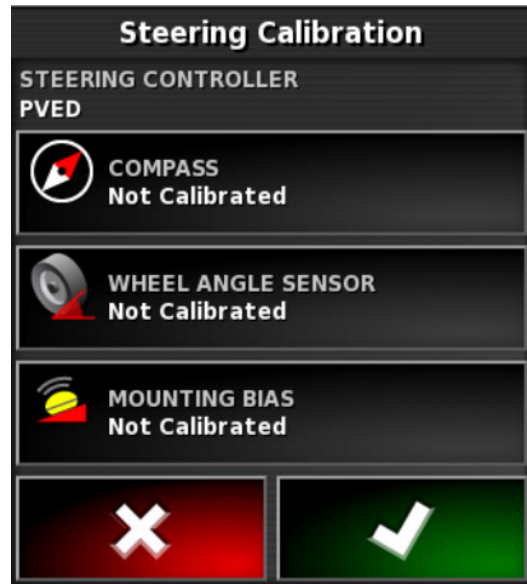 Steering Calibration
STEERING CONTROLLER
PVED
COMPASS
Not Calibrated
WHEEL ANGLE SENSOR
Not Calibrated
MOUNTING BIAS
Not Calibrated